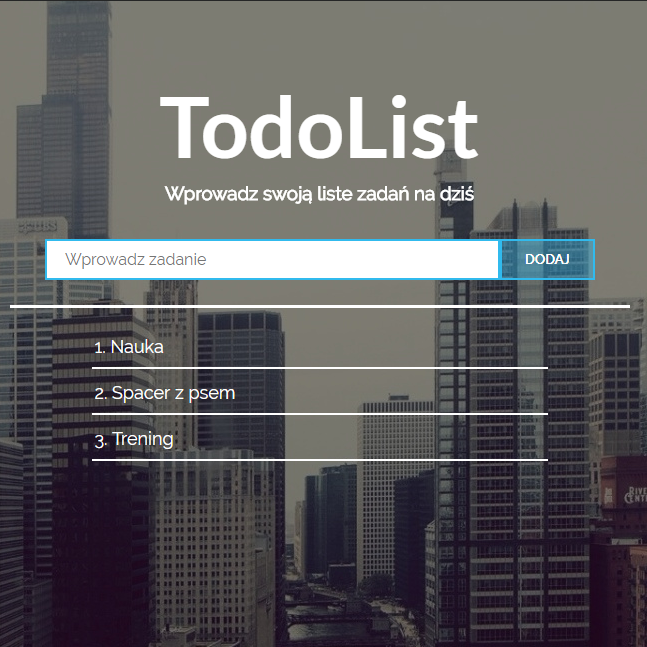 TodoList
Wprowadz swoją liste zadań na dziś
Wprowadz zadanie
DODAJ
1. Nauka
2. Spacer z psem
3. Trening